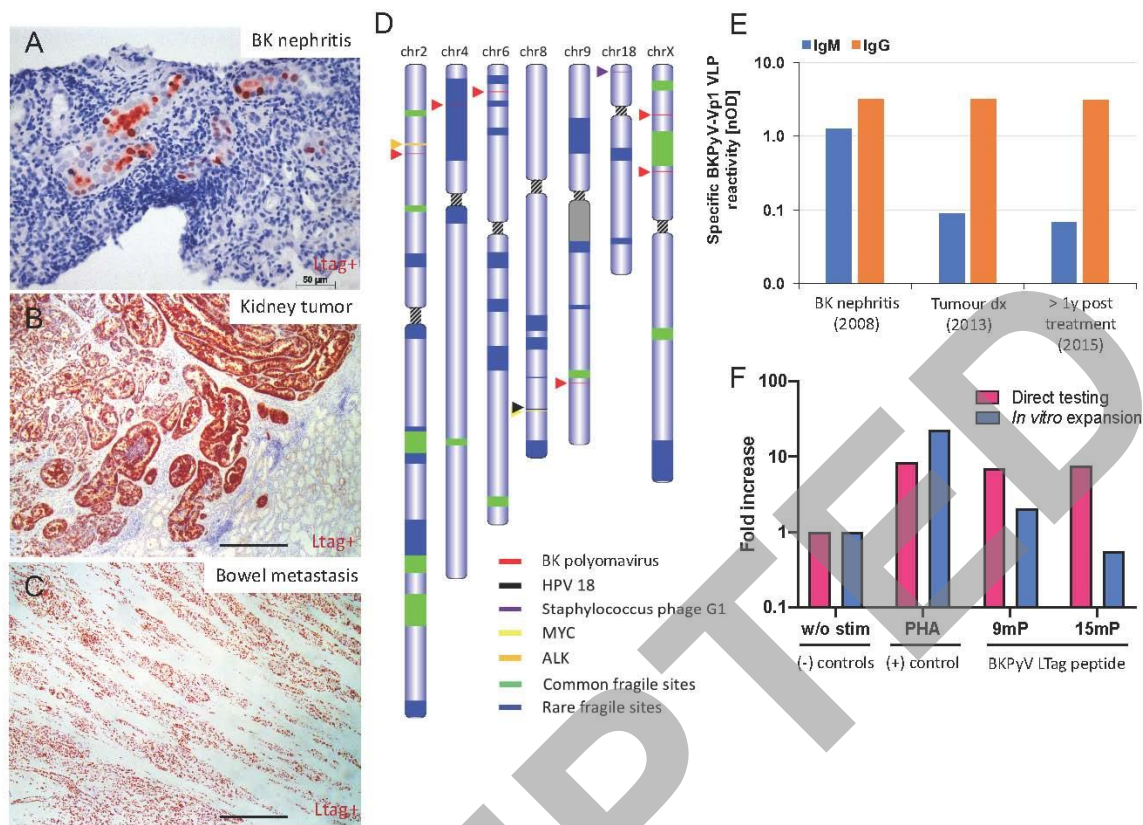 A
BK nephritis
Ltag+
50 µm
B
Kidney tumor
Ltag+
C
Bowel metastasis
Ltag+
D
chr2 chr4 chr6 chr8 chr9 chr18 chrX
BK polyomavirus
HPV 18
Staphylococcus phage G1
MYC
ALK
Common fragile sites
Rare fragile sites
E
IgM IgG
Specific BKPyV-Vp1 VLP
reactivity [nOD]
10.0
1.0
0.1
0.0
BK nephritis
(2008)
Tumour dx
(2013)
> 1y post
treatment
(2015)
F
Direct testing
In vitro expansion
Fold increase
100
10
1
0.1
w/o stim PHA 9mP 15mP
(-) controls (+) control BKPyV LTag peptide
PTED